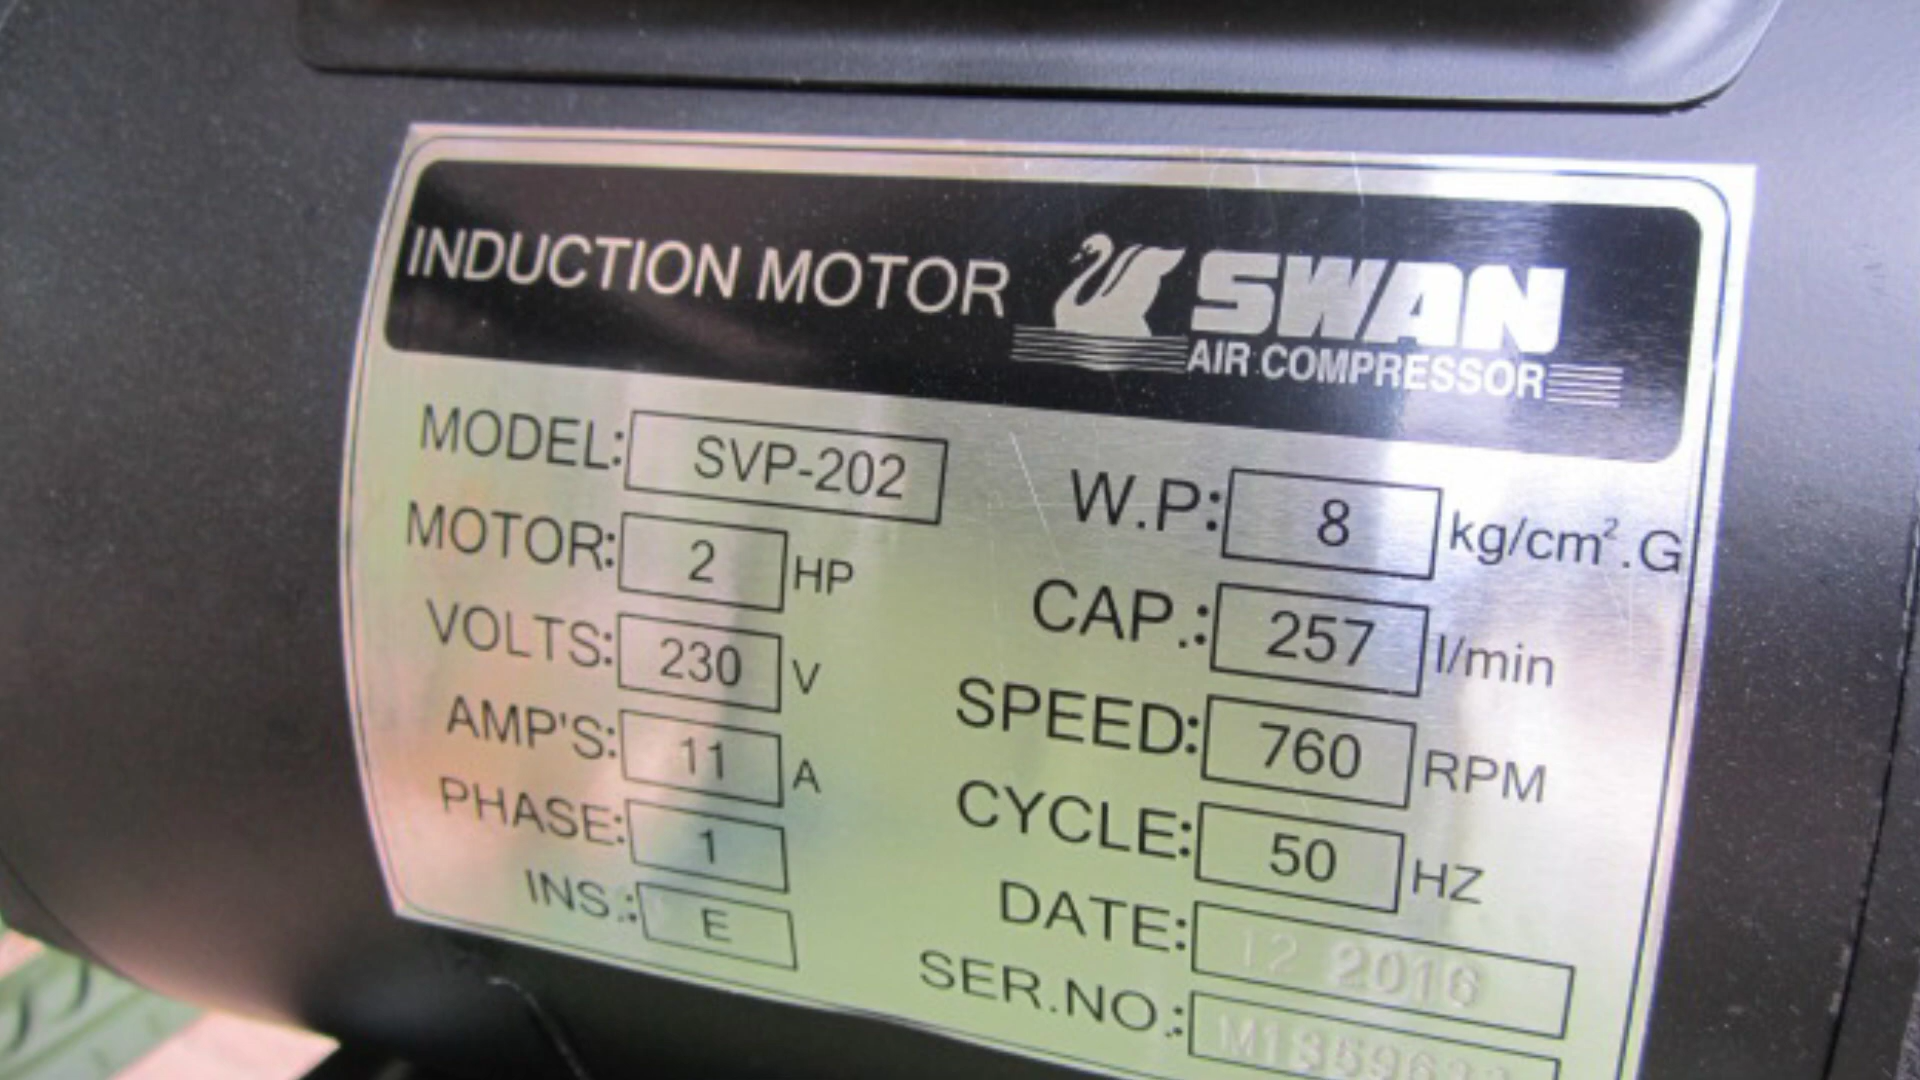 INDUCTION MOTOR SWAN
AIR COMPRESSOR
MODEL: SVP-202
MOTOR: 2 HP
VOLTS: 230 V
AMP'S: 11 A
PHASE: 1
INS.: E
W.P: 8 kg/cm².G
CAP.: 257 l/min
SPEED: 760 RPM
CYCLE: 50 HZ
DATE: 12 2016
SER.NO.: